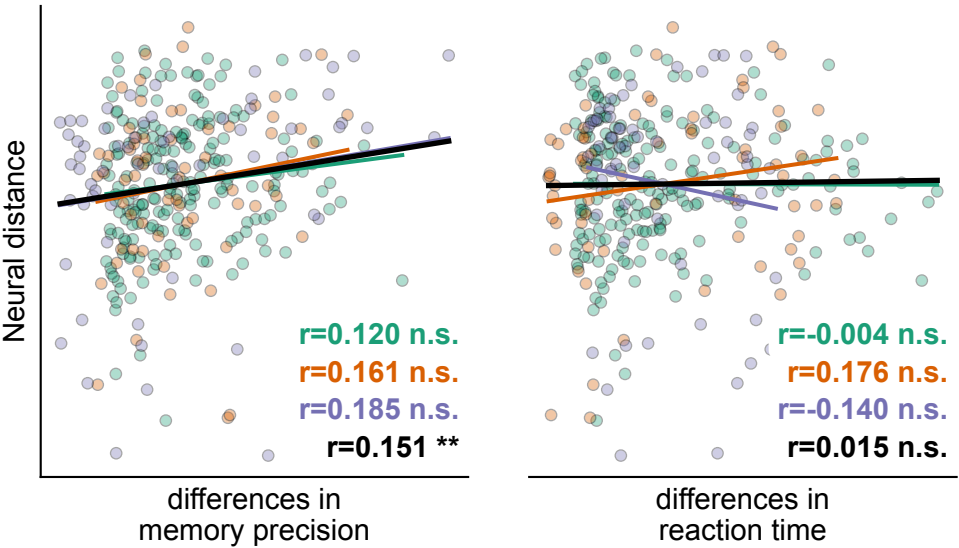 Neural distance
r=0.120 n.s.
r=0.161 n.s.
r=0.185 n.s.
r=0.151 **
differences in
memory precision
r=-0.004 n.s.
r=0.176 n.s.
r=-0.140 n.s.
r=0.015 n.s.
differences in
reaction time